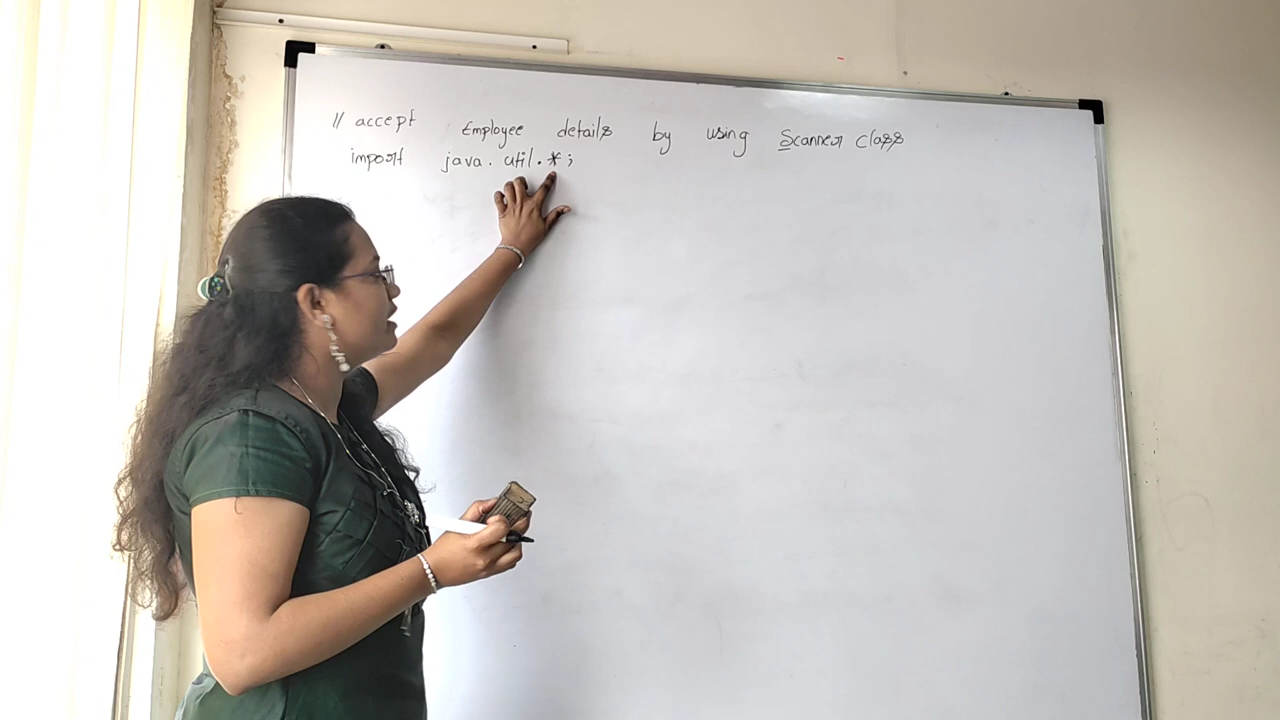 // accept Employee details by using Scanner class
import java.util.*;